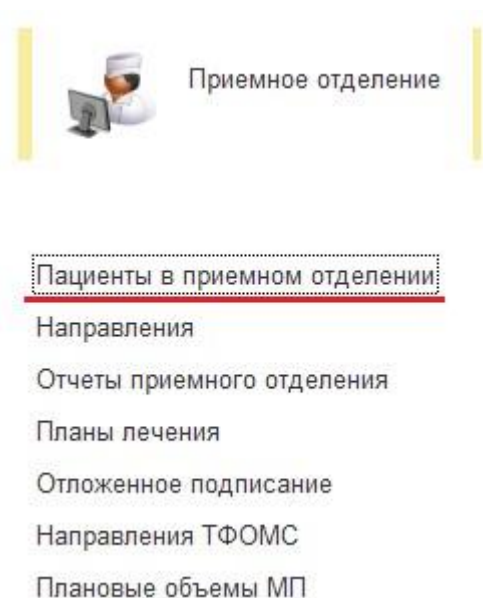 Приемное отделение
Пациенты в приемном отделении
Направления
Отчеты приемного отделения
Планы лечения
Отложенное подписание
Направления ТФОМС
Плановые объемы МП